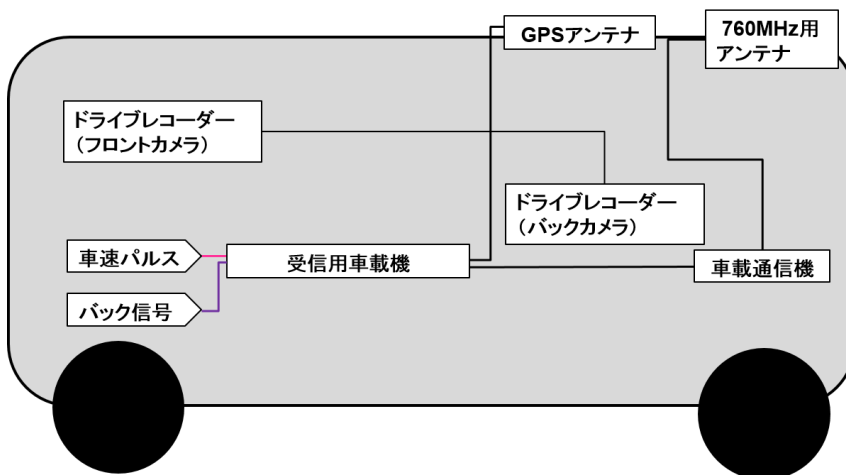 GPSアンテナ
760MHz用
アンテナ
ドライブレコーダー
（フロントカメラ）
ドライブレコーダー
（バックカメラ）
車速パルス
受信用車載機
車載通信機
バック信号